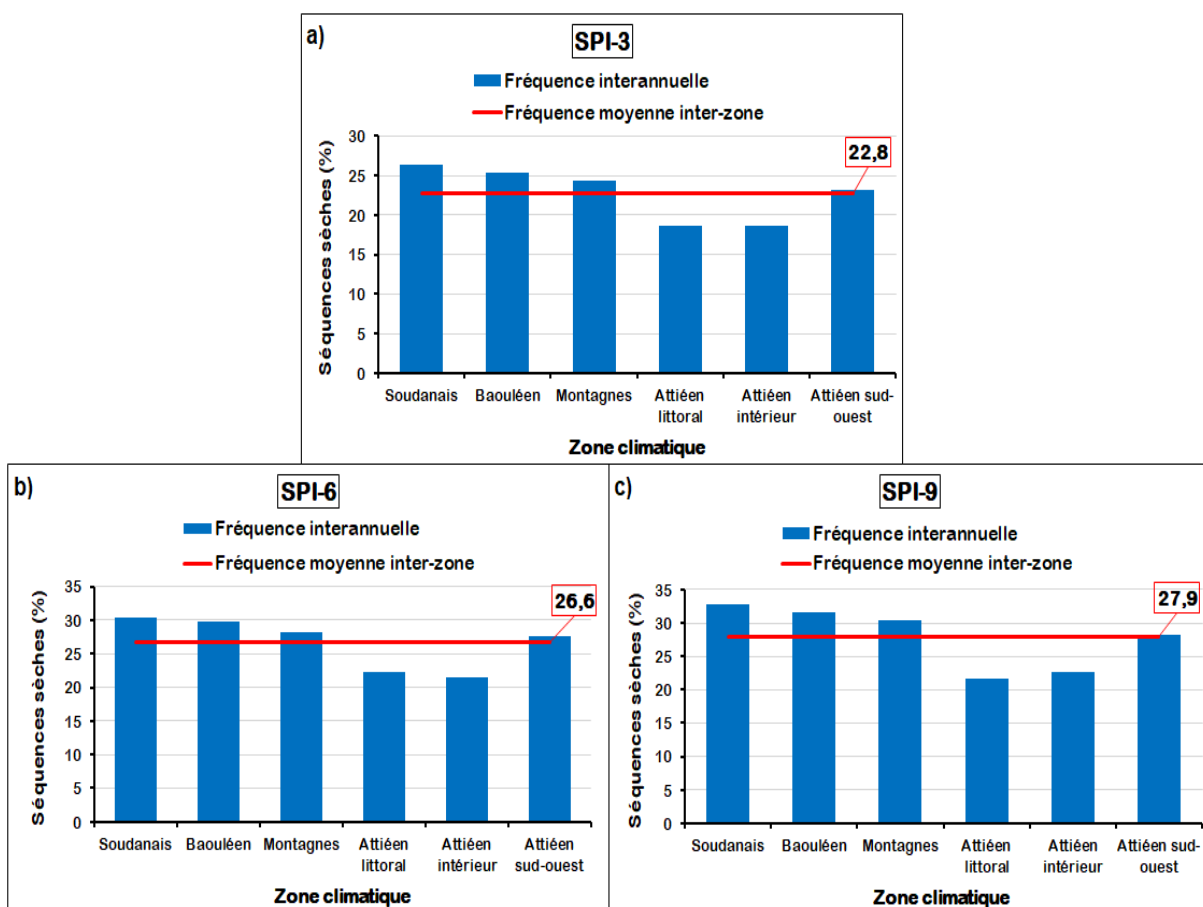 a)
SPI-3
Fréquence interannuelle
Fréquence moyenne inter-zone
22,8
Séquences sèches (%)
30
25
20
15
10
5
0
Soudanais
Baouléen
Montagnes
Attiéen littoral
Attiéen intérieur
Attiéen sud-ouest
Zone climatique
b)
SPI-6
Fréquence interannuelle
Fréquence moyenne inter-zone
26,6
Séquences sèches (%)
35
30
25
20
15
10
5
0
Soudanais
Baouléen
Montagnes
Attiéen littoral
Attiéen intérieur
Attiéen sud-ouest
Zone climatique
c)
SPI-9
Fréquence interannuelle
Fréquence moyenne inter-zone
27,9
Séquences sèches (%)
35
30
25
20
15
10
5
0
Soudanais
Baouléen
Montagnes
Attiéen littoral
Attiéen intérieur
Attiéen sud-ouest
Zone climatique